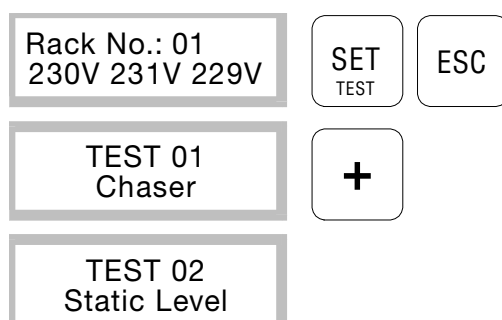 Rack No.: 01
230V 231V 229V
SET
TEST
ESC
TEST 01
Chaser
+
TEST 02
Static Level